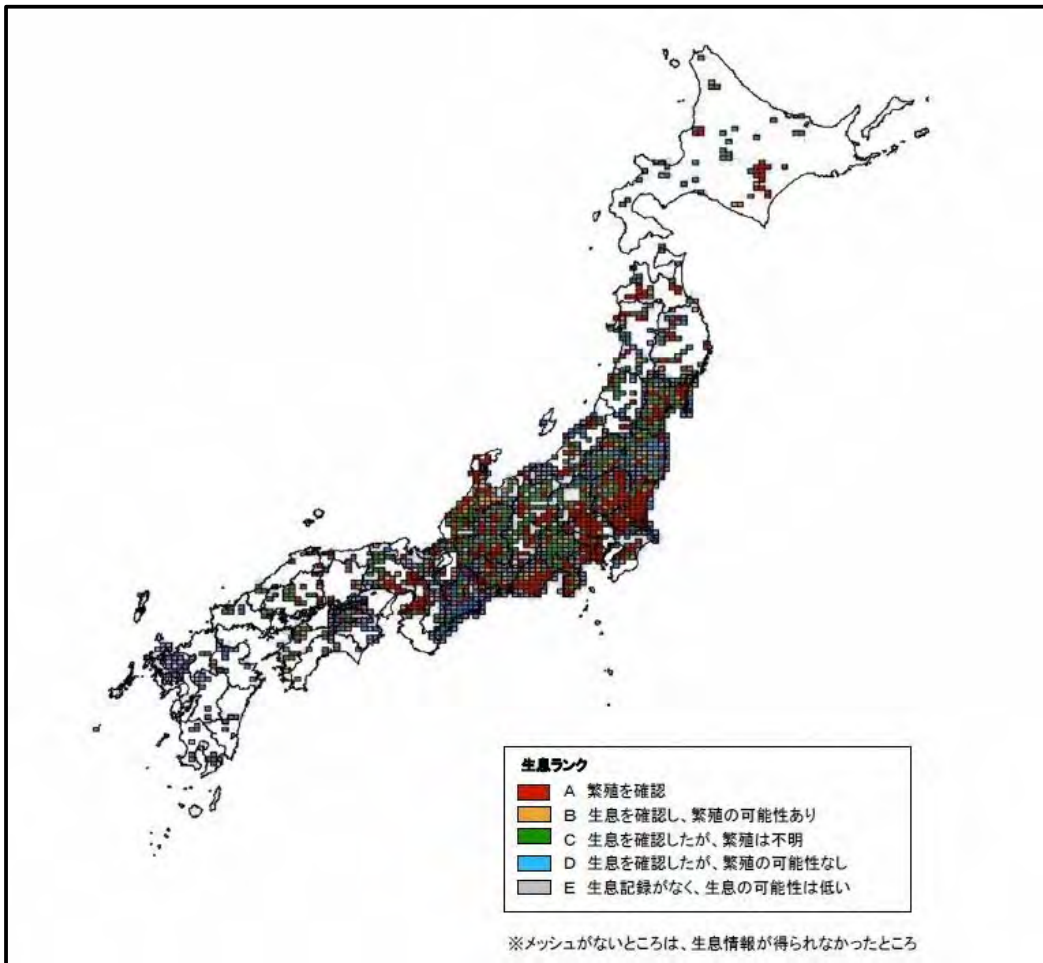 生息ランク
A 繁殖を確認
B 生息を確認し、繁殖の可能性あり
C 生息を確認したが、繁殖は不明
D 生息を確認したが、繁殖の可能性なし
E 生息記録がなく、生息の可能性は低い
※メッシュがないところは、生息情報が得られなかったところ